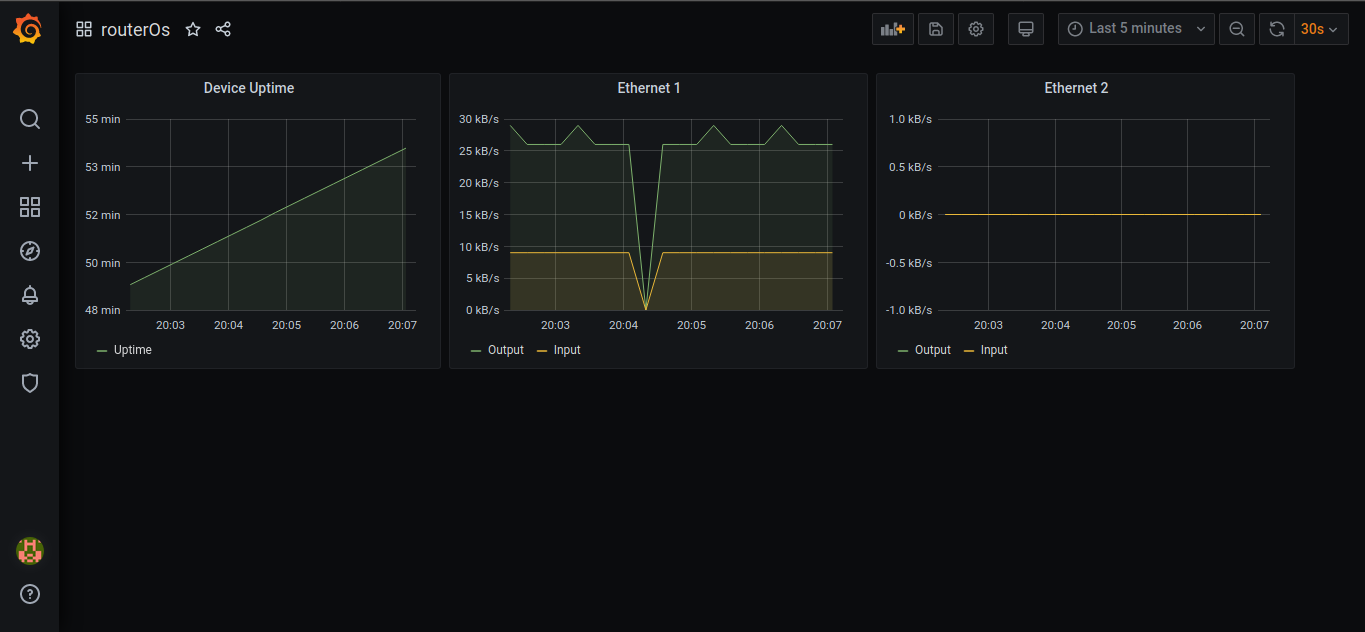 routerOs
Last 5 minutes
30s
Device Uptime
55 min
53 min
52 min
50 min
48 min
20:03 20:04 20:05 20:06 20:07
Uptime
Ethernet 1
30 kB/s
25 kB/s
20 kB/s
15 kB/s
10 kB/s
5 kB/s
0 kB/s
20:03 20:04 20:05 20:06 20:07
Output Input
Ethernet 2
1.0 kB/s
0.5 kB/s
0 kB/s
-0.5 kB/s
-1.0 kB/s
20:03 20:04 20:05 20:06 20:07
Output Input